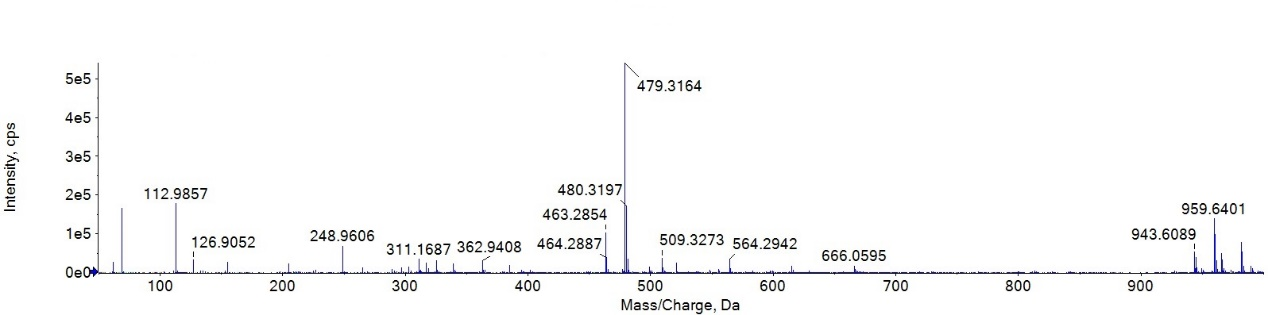 5e5
4e5
3e5
2e5
1e5
0e0
Intensity, cps
479.3164
112.9857
480.3197
959.6401
463.2854
126.9052
248.9606
311.1687
362.9408
464.2887
509.3273
564.2942
666.0595
943.6089
100
200
300
400
500
600
700
800
900
Mass/Charge, Da